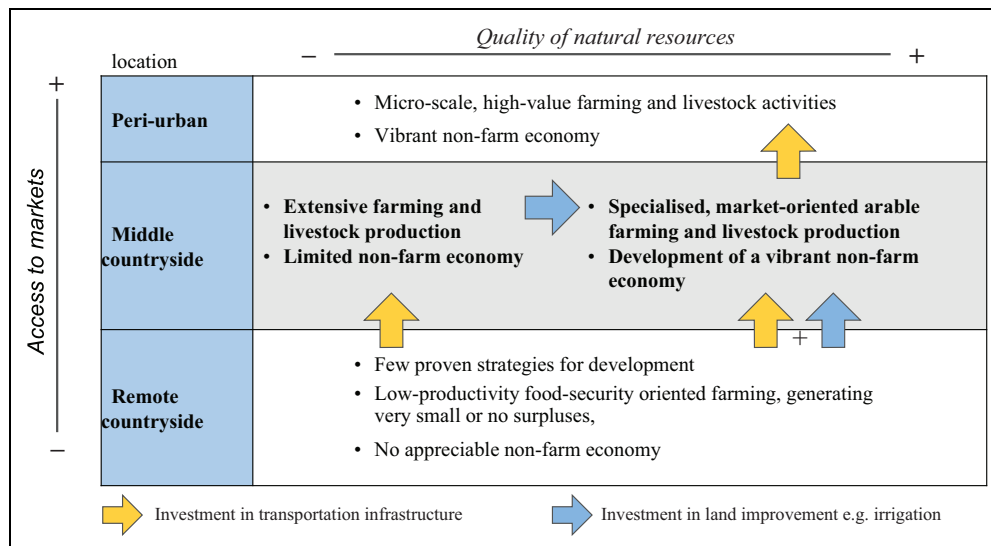 Quality of natural resources
location
−
+
+
Access to markets
−
Peri-urban
• Micro-scale, high-value farming and livestock activities
• Vibrant non-farm economy
Middle
countryside
• Extensive farming and
livestock production
• Limited non-farm economy
• Specialised, market-oriented arable
farming and livestock production
• Development of a vibrant non-farm
economy
+
Remote
countryside
• Few proven strategies for development
• Low-productivity food-security oriented farming, generating
very small or no surpluses,
• No appreciable non-farm economy
Investment in transportation infrastructure
Investment in land improvement e.g. irrigation